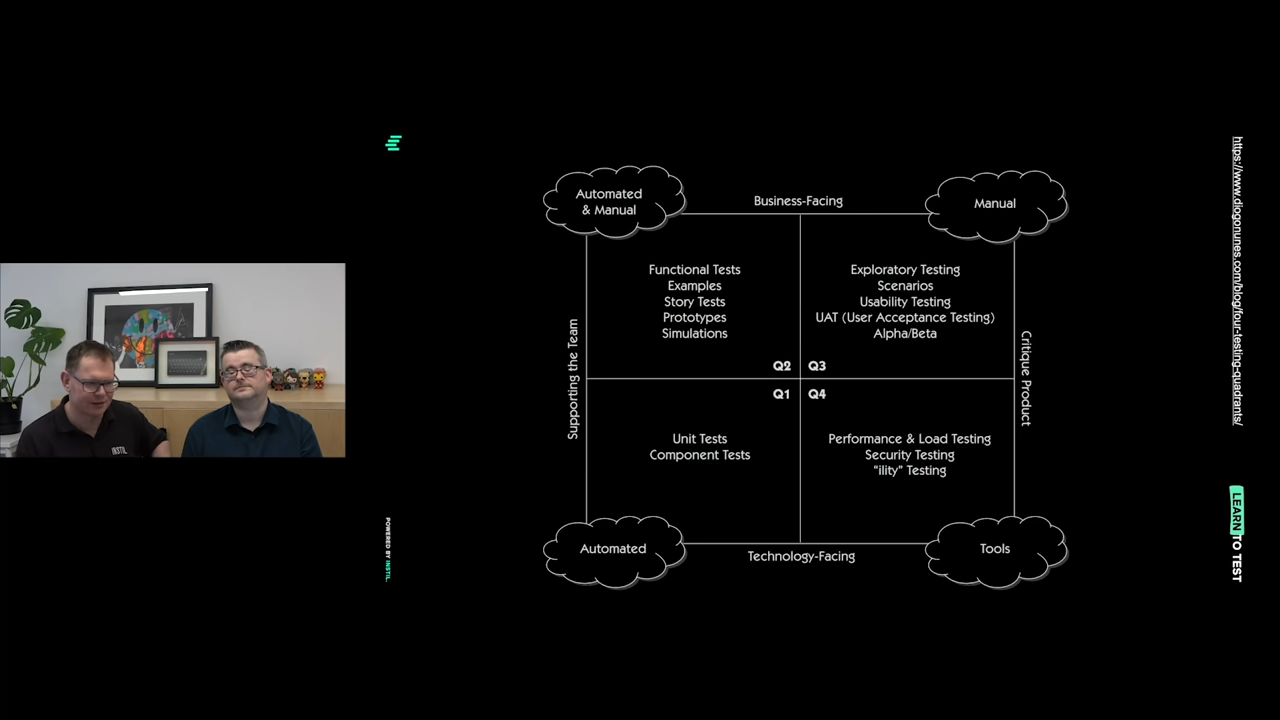 Automated
& Manual
Business-Facing
Manual
Functional Tests
Examples
Story Tests
Prototypes
Simulations
Exploratory Testing
Scenarios
Usability Testing
UAT (User Acceptance Testing)
Alpha/Beta
Supporting the Team
Critique Product
Q2
Q3
Q1
Q4
Unit Tests
Component Tests
Performance & Load Testing
Security Testing
“ility” Testing
Automated
Technology-Facing
Tools
https://www.diogonunes.com/blog/four-testing-quadrants/
LEARN TO TEST
POWERED BY INSTIL
INSTIL